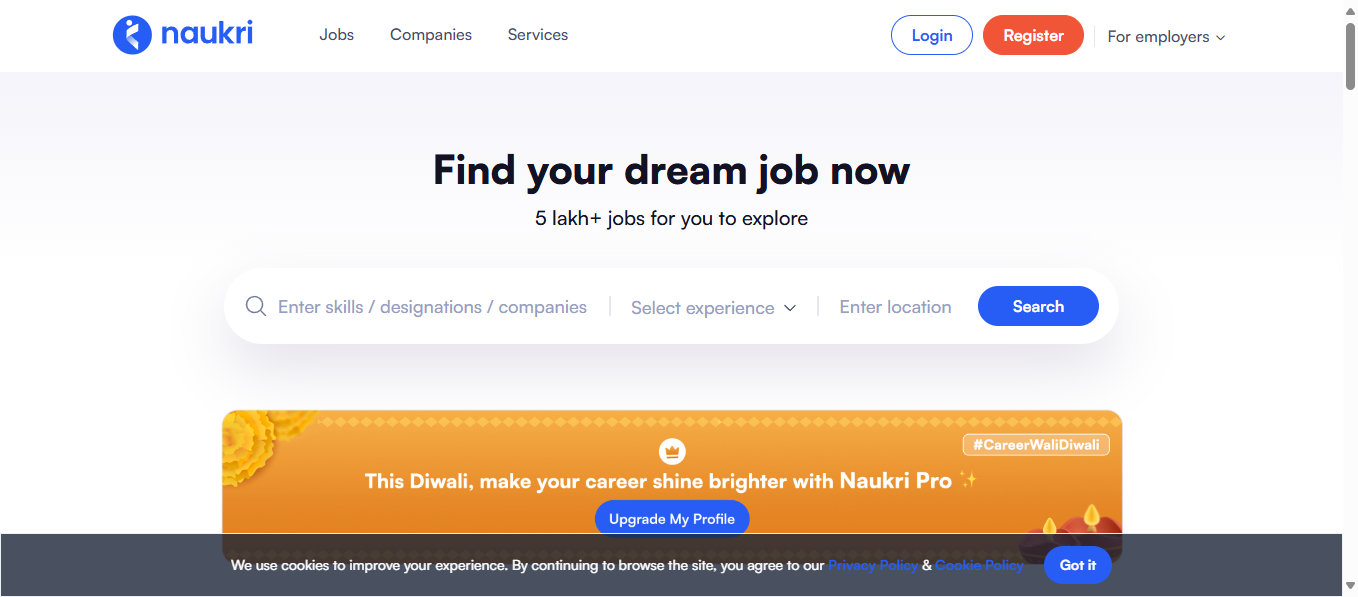 naukri
Jobs Companies Services
Login Register For employers
Find your dream job now
5 lakh+ jobs for you to explore
Enter skills / designations / companies Select experience Enter location Search
#CareerWaliDiwali
This Diwali, make your career shine brighter with Naukri Pro
Upgrade My Profile
We use cookies to improve your experience. By continuing to browse the site, you agree to our Privacy Policy & Cookie Policy Got it